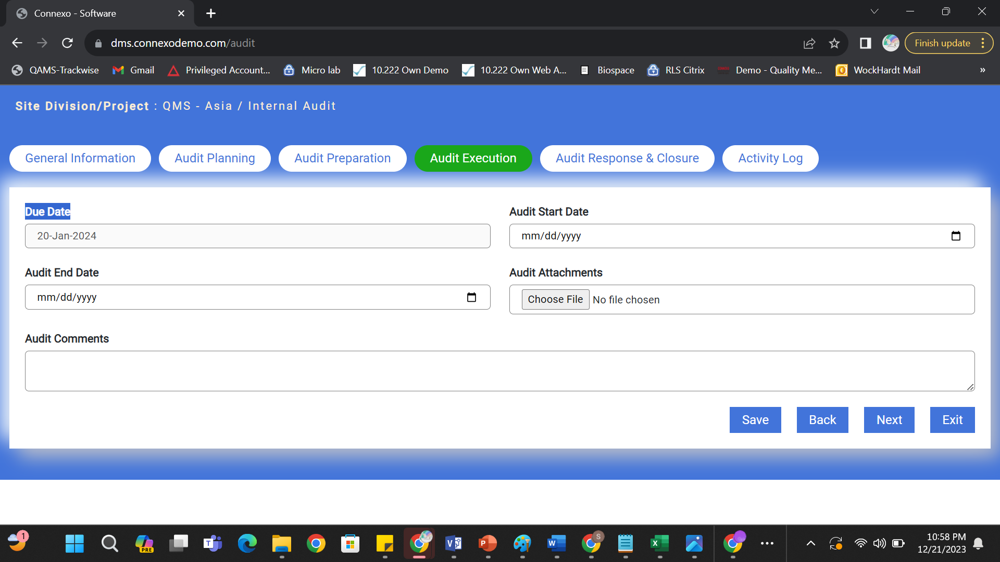 Connexo - Software
dms.connexodemo.com/audit
Finish update
QAMS-Trackwise
Gmail
Privileged Account...
Micro lab
10.222 Own Demo
10.222 Own Web A...
Biospace
RLS Citrix
Demo - Quality Me...
WockHardt Mail
»
Site Division/Project : QMS - Asia / Internal Audit
General Information
Audit Planning
Audit Preparation
Audit Execution
Audit Response & Closure
Activity Log
Due Date
20-Jan-2024
Audit Start Date
mm/dd/yyyy
Audit End Date
mm/dd/yyyy
Audit Attachments
Choose File No file chosen
Audit Comments
Save
Back
Next
Exit
1
PRE
T
V
P
W
S
X
10:58 PM
12/21/2023